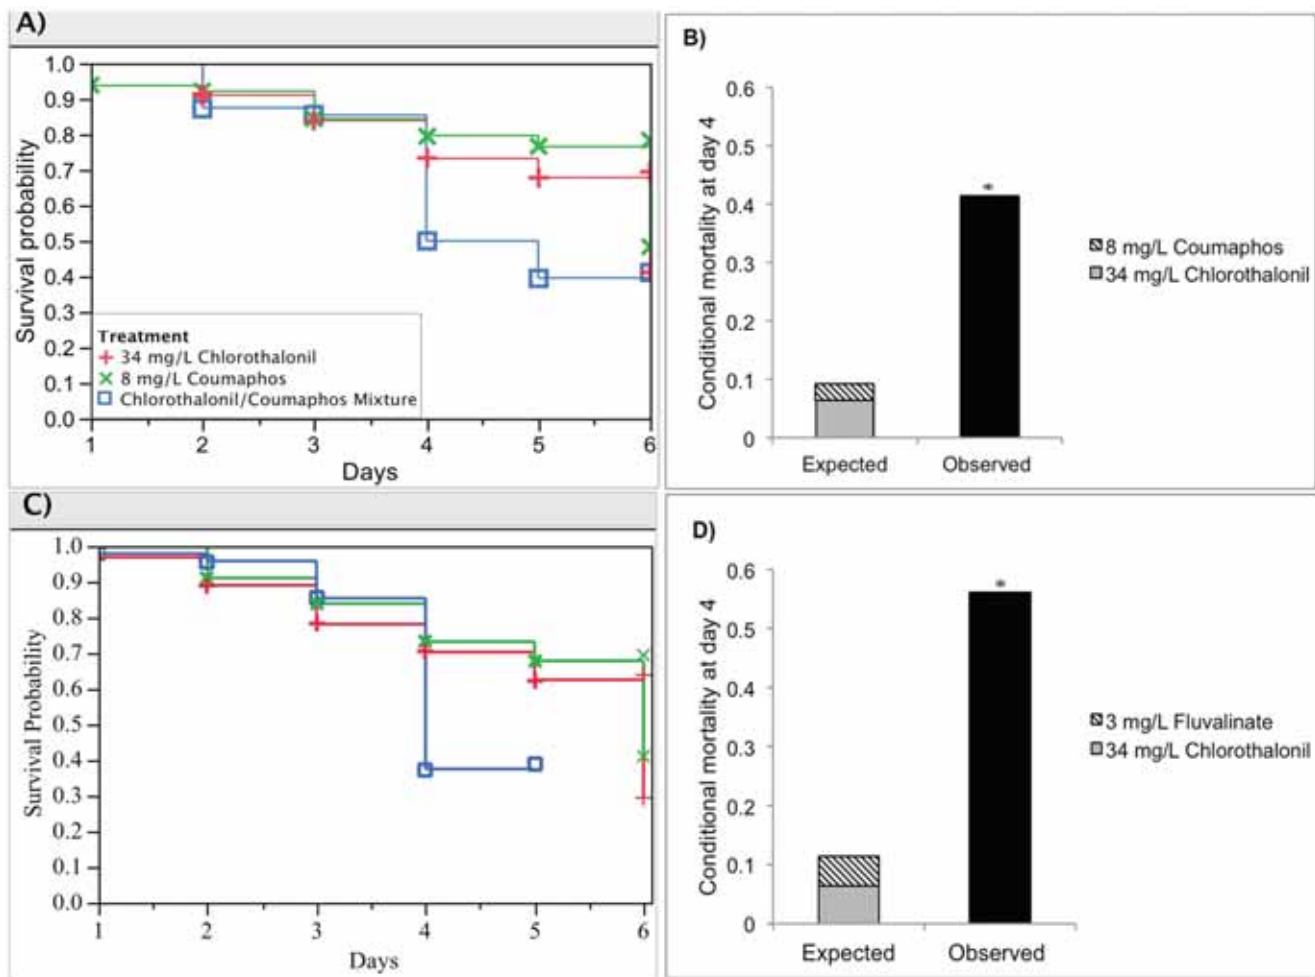 A)
Survival probability
1.0
0.9
0.8
0.7
0.6
0.5
0.4
0.3
0.2
0.1
0.0
Treatment
34 mg/L Chlorothalonil
8 mg/L Coumaphos
Chlorothalonil/Coumaphos Mixture
1 2 3 4 5 6
Days
B)
Conditional mortality at day 4
0.6
0.5
0.4
0.3
0.2
0.1
0
*
Expected Observed
8 mg/L Coumaphos
34 mg/L Chlorothalonil
C)
Survival Probability
1.0
0.9
0.8
0.7
0.6
0.5
0.4
0.3
0.2
0.1
0.0
1 2 3 4 5 6
Days
D)
Conditional mortality at day 4
0.6
0.5
0.4
0.3
0.2
0.1
0
*
Expected Observed
3 mg/L Fluvalinate
34 mg/L Chlorothalonil